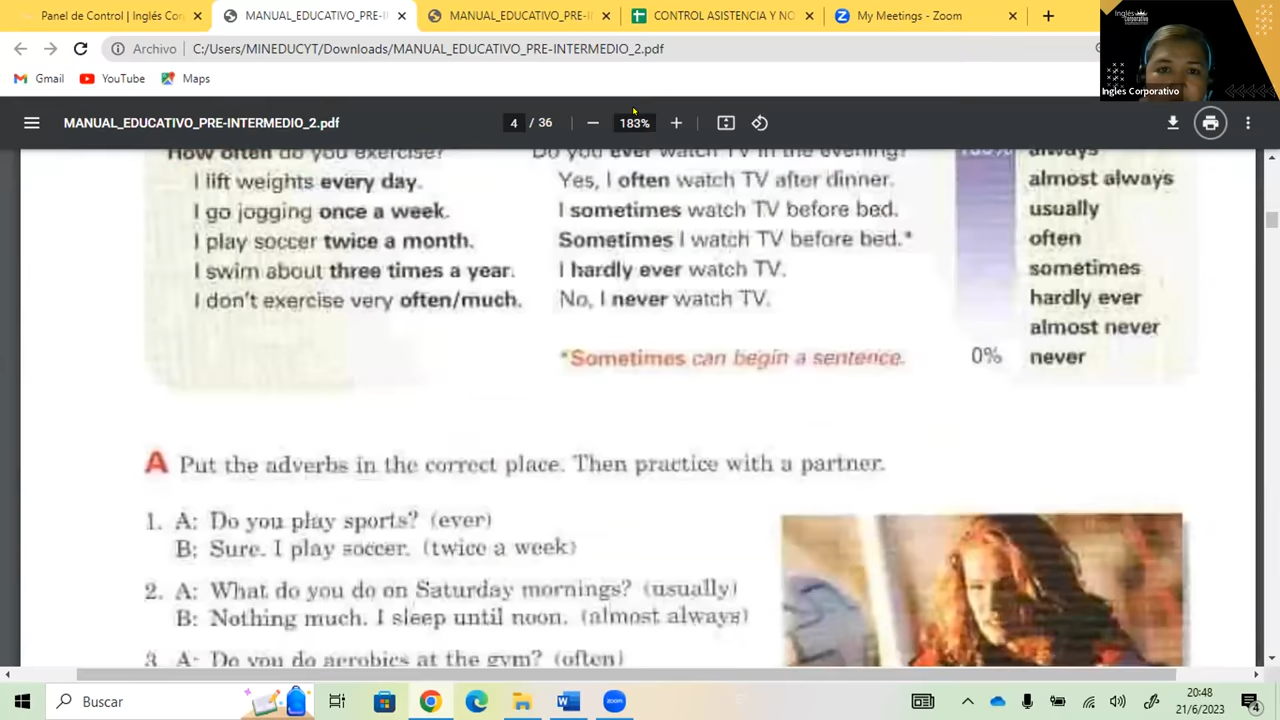 Panel de Control | Inglés Cor
MANUAL_EDUCATIVO_PRE-I
MANUAL_EDUCATIVO_PRE-I
CONTROL ASISTENCIA Y NO
My Meetings - Zoom
Archivo
C:/Users/MINEDUCYT/Downloads/MANUAL_EDUCATIVO_PRE-INTERMEDIO_2.pdf
Gmail
YouTube
Maps
Inglés
Corporativo
Ingles Corporativo
MANUAL_EDUCATIVO_PRE-INTERMEDIO_2.pdf
4 / 36
183%
How often do you exercise?
I lift weights every day.
I go jogging once a week.
I play soccer twice a month.
I swim about three times a year.
I don't exercise very often/much.
Do you ever watch TV in the evening?
Yes, I often watch TV after dinner.
I sometimes watch TV before bed.
Sometimes I watch TV before bed.*
I hardly ever watch TV.
No, I never watch TV.
*Sometimes can begin a sentence.
100%
always
almost always
usually
often
sometimes
hardly ever
almost never
0% never
A Put the adverbs in the correct place. Then practice with a partner.
1. A: Do you play sports? (ever)
B: Sure. I play soccer. (twice a week)
2. A: What do you do on Saturday mornings? (usually)
B: Nothing much. I sleep until noon. (almost always)
3 A: Do you do aerobics at the gym? (often)
Buscar
zoom
20:48
21/6/2023
4